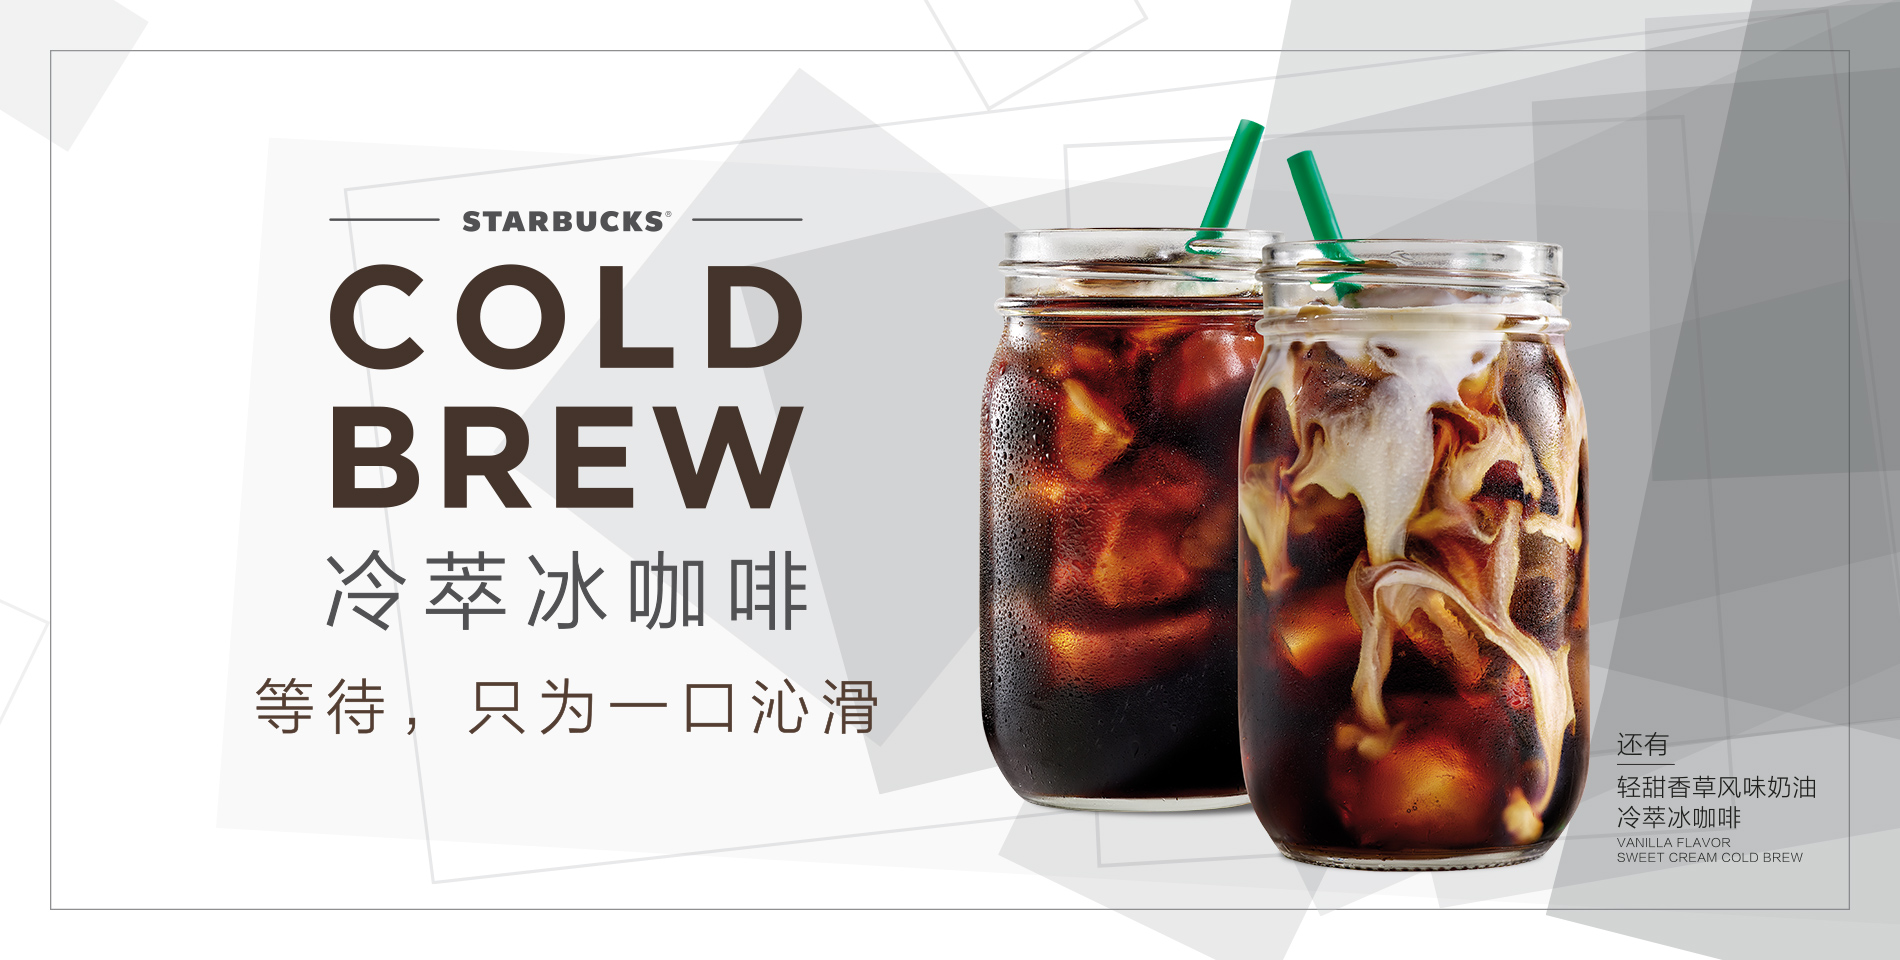 STARBUCKS®
COLD
BREW
冷萃冰咖啡
等待，只为一口沁滑
还有
轻甜香草风味奶油
冷萃冰咖啡
VANILLA FLAVOR
SWEET CREAM COLD BREW